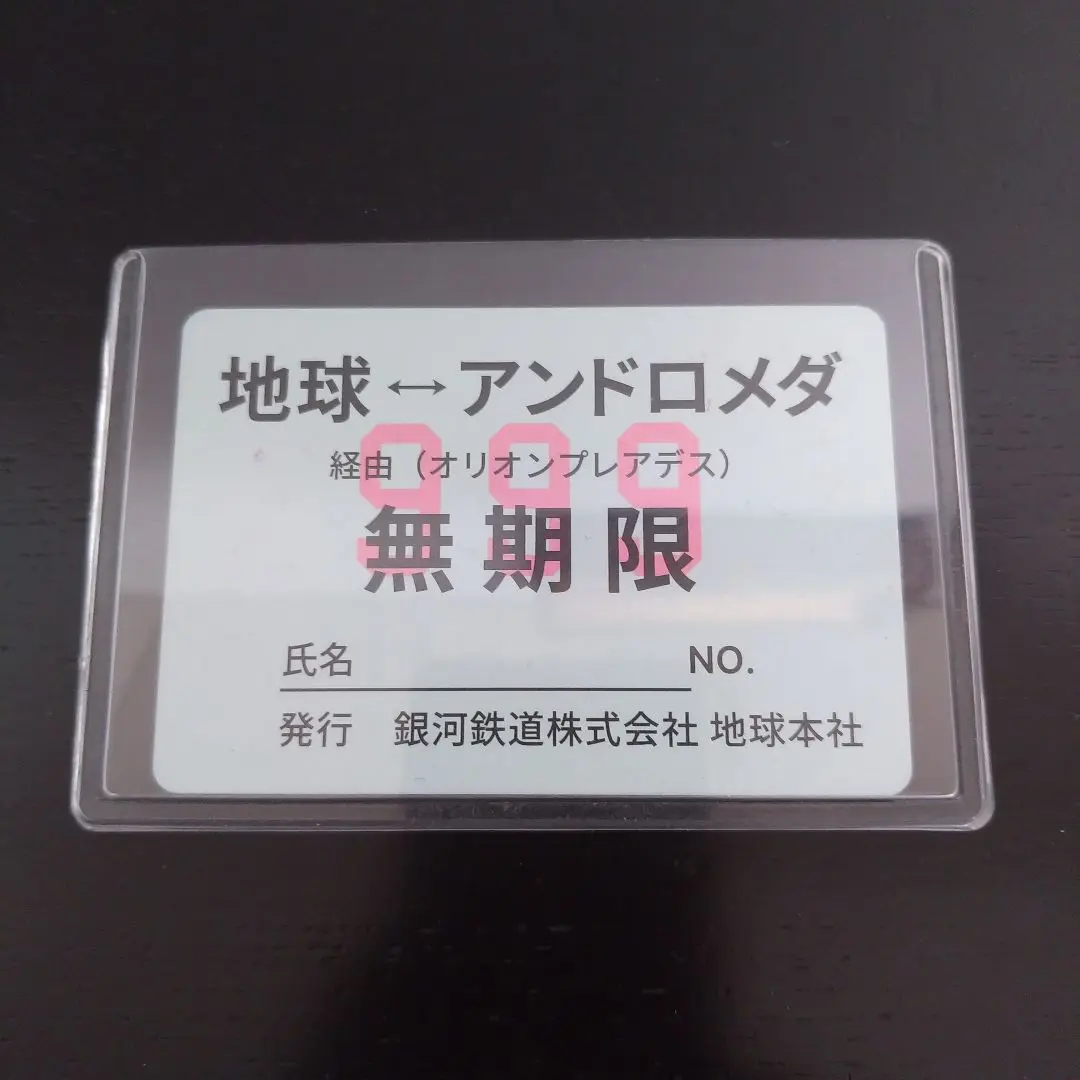 地球↔アンドロメダ
999
経由（オリオンプレアデス）
無期限
氏名 NO.
発行 銀河鉄道株式会社 地球本社